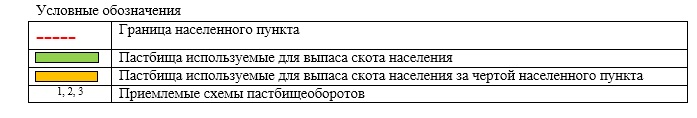 Условные обозначения
Граница населенного пункта
Пастбища используемые для выпаса скота населения
Пастбища используемые для выпаса скота населения за чертой населенного пункта
1, 2, 3 Приемлемые схемы пастбищеоборотов